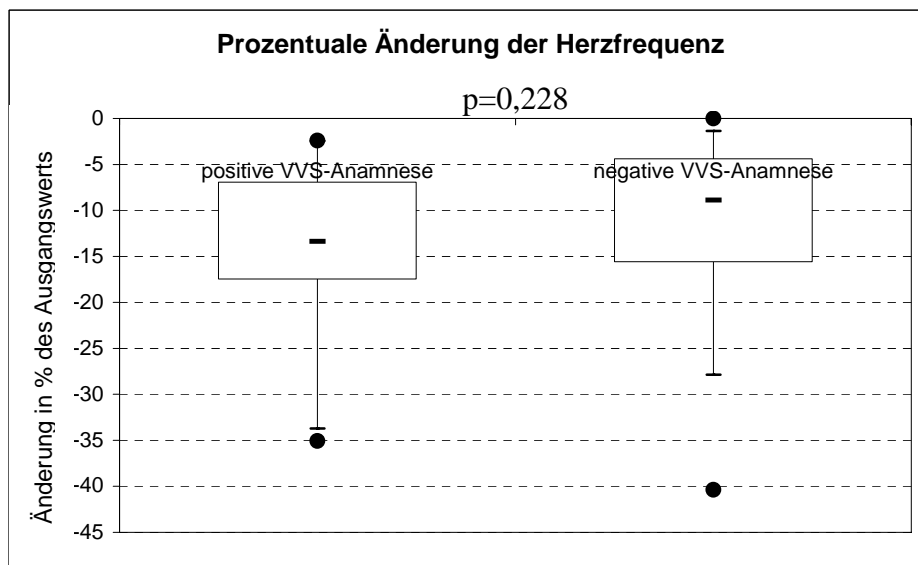 Prozentuale Änderung der Herzfrequenz
p=0,228
Änderung in % des Ausgangswerts
0
-5
-10
-15
-20
-25
-30
-35
-40
-45
positive VVS-Anamnese
negative VVS-Anamnese